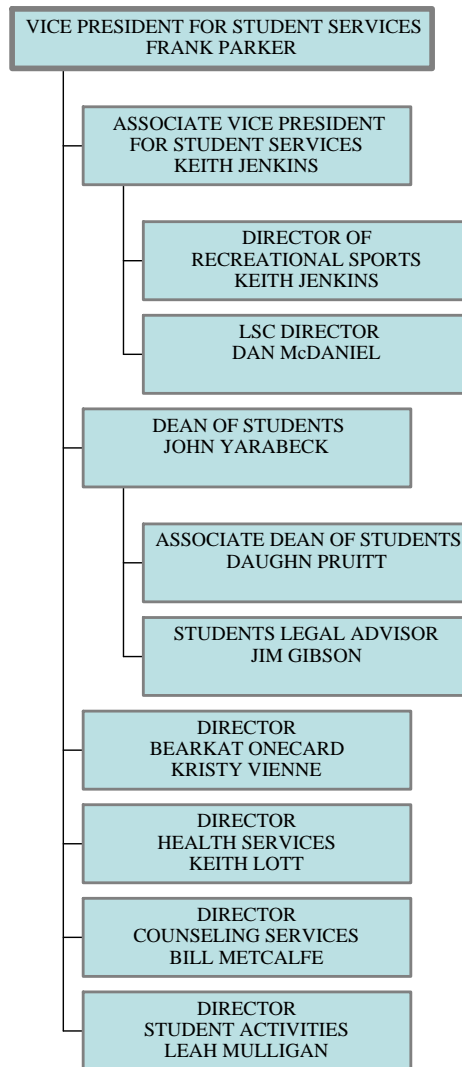 VICE PRESIDENT FOR STUDENT SERVICES
FRANK PARKER
ASSOCIATE VICE PRESIDENT
FOR STUDENT SERVICES
KEITH JENKINS
DIRECTOR OF
RECREATIONAL SPORTS
KEITH JENKINS
LSC DIRECTOR
DAN McDANIEL
DEAN OF STUDENTS
JOHN YARABECK
ASSOCIATE DEAN OF STUDENTS
DAUGHN PRUITT
STUDENTS LEGAL ADVISOR
JIM GIBSON
DIRECTOR
BEARKAT ONECARD
KRISTY VIENNE
DIRECTOR
HEALTH SERVICES
KEITH LOTT
DIRECTOR
COUNSELING SERVICES
BILL METCALFE
DIRECTOR
STUDENT ACTIVITIES
LEAH MULLIGAN